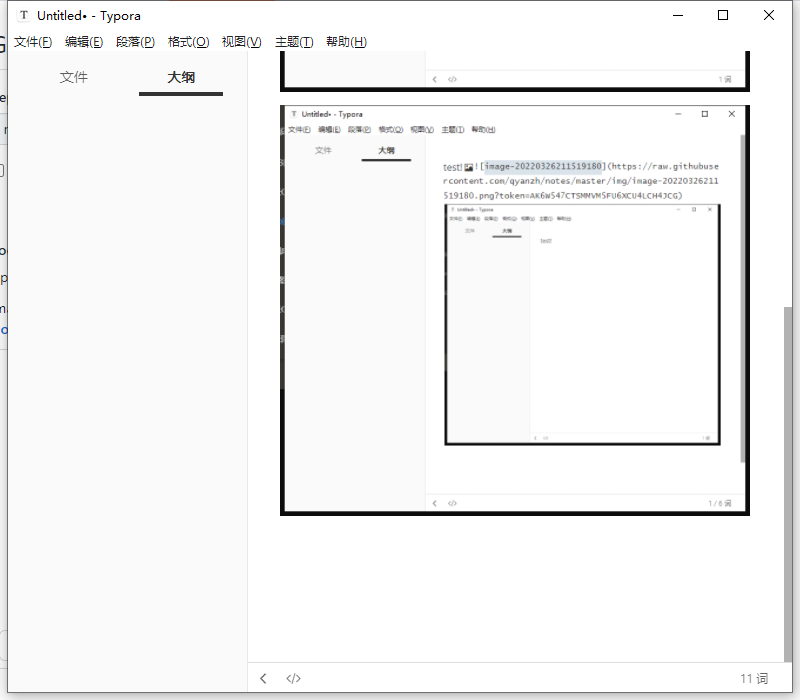 Untitled• - Typora
文件(F) 编辑(E) 段落(P) 格式(O) 视图(V) 主题(T) 帮助(H)
文件 大纲
</> 1 词
Untitled• - Typora
文件(F) 编辑(E) 段落(P) 格式(O) 视图(V) 主题(T) 帮助(H)
文件 大纲
test!![image-20220326211519180](https://raw.githubuse
rcontent.com/qyanzh/notes/master/img/image-20220326211
519180.png?token=AK6W547CTSMMVM5FU6XCU4LCH4JCG)
Untitled• - Typora
文件(F) 编辑(E) 段落(P) 格式(O) 视图(V) 主题(T) 帮助(H)
文件 大纲
test!
</> 1 / 6 词
</> 11 词